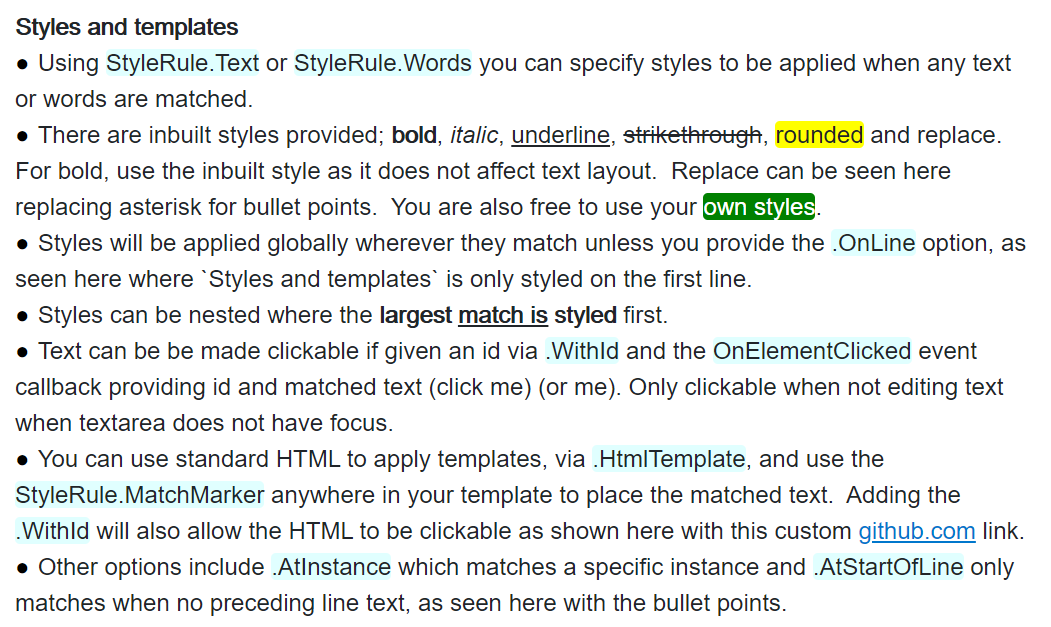 Styles and templates
● Using StyleRule.Text or StyleRule.Words you can specify styles to be applied when any text
or words are matched.
● There are inbuilt styles provided; bold, italic, underline, strikethrough, rounded and replace.
For bold, use the inbuilt style as it does not affect text layout.  Replace can be seen here
replacing asterisk for bullet points.  You are also free to use your own styles.
● Styles will be applied globally wherever they match unless you provide the .OnLine option, as
seen here where `Styles and templates` is only styled on the first line.
● Styles can be nested where the largest match is styled first.
● Text can be be made clickable if given an id via .WithId and the OnElementClicked event
callback providing id and matched text (click me) (or me). Only clickable when not editing text
when textarea does not have focus.
● You can use standard HTML to apply templates, via .HtmlTemplate, and use the
StyleRule.MatchMarker anywhere in your template to place the matched text.  Adding the
.WithId will also allow the HTML to be clickable as shown here with this custom github.com link.
● Other options include .AtInstance which matches a specific instance and .AtStartOfLine only
matches when no preceding line text, as seen here with the bullet points.